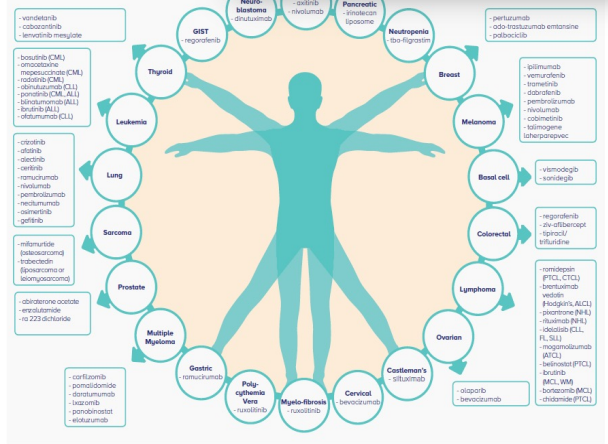 Neuro-
blastoma
- dinutuximab
- axitinib
- nivolumab
Pancreatic
- irinotecan
liposome
GIST
- regorafenib
Neutropenia
- tbo-filgrastim
- vandetanib
- cabozantinib
- lenvatinib mesylate
Thyroid
Breast
- pertuzumab
- ado-trastuzumab emtansine
- palbociclib
- bosutinib (CML)
- omacetaxine
mepesuccinate (CML)
- radotinib (CML)
- obinutuzumab (CLL)
- ponatinib (CML, ALL)
- blinatumomab (ALL)
- ibrutinib (ALL)
- ofatumumab (CLL)
Leukemia
Melanoma
- ipilimumab
- vemurafenib
- trametinib
- dabrafenib
- pembrolizumab
- nivolumab
- cobimetinib
- talimogene
laherparepvec
- crizotinib
- afatinib
- alectinib
- ceritinib
- ramucirumab
- nivolumab
- pembrolizumab
- necitumumab
- osimertinib
- gefitinib
Lung
Basal cell
- vismodegib
- sonidegib
Sarcoma
- mifamurtide
(osteosarcoma)
- trabectedin
(liposarcoma or
leiomyosarcoma)
Colorectal
- regorafenib
- ziv-aflibercept
- tipiracil/
trifluridine
Prostate
- abiraterone acetate
- enzalutamide
- ra 223 dichloride
Lymphoma
- romidepsin
(PTCL, CTCL)
- brentuximab
vedotin
(Hodgkin's, ALCL)
- pixantrone (NHL)
- rituximab (NHL)
- idelalisib (CLL,
FL, SLL)
- mogamolizumab
(ATCL)
- belinostat (PTCL)
- ibrutinib
(MCL, WM)
- bortezomib (MCL)
- chidamide (PTCL)
Multiple
Myeloma
- carfilzomib
- pomalidomide
- daratumumab
- ixazomib
- panobinostat
- elotuzumab
Ovarian
- olaparib
- bevacizumab
Gastric
- ramucirumab
Castleman's
- siltuximab
Poly-
cythemia
Vera
- ruxolitinib
Myelo-fibrosis
- ruxolitinib
Cervical
- bevacizumab